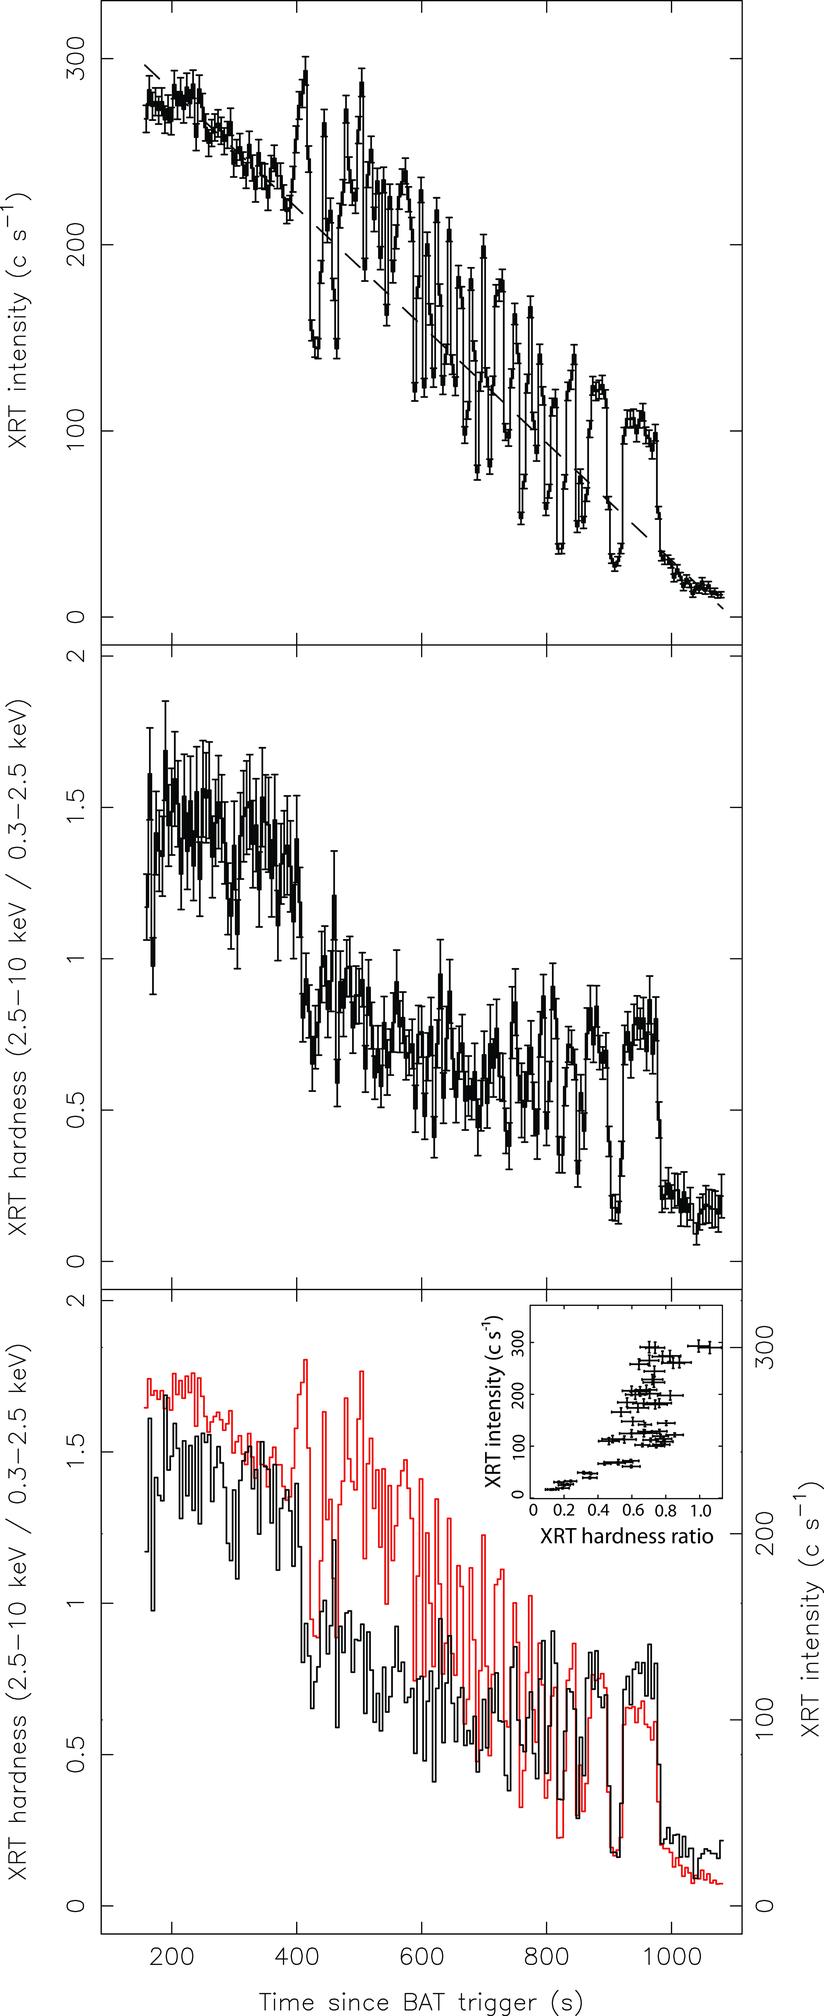 300
200
100
0
XRT intensity (c s−1)
2
1.5
1
0.5
0
XRT hardness (2.5−10 keV / 0.3−2.5 keV)
2
1.5
1
0.5
0
XRT hardness (2.5−10 keV / 0.3−2.5 keV)
300
200
100
0
XRT intensity (c s-1)
0 0.2 0.4 0.6 0.8 1.0
XRT hardness ratio
300
200
100
0
XRT intensity (c s−1)
200 400 600 800 1000
Time since BAT trigger (s)